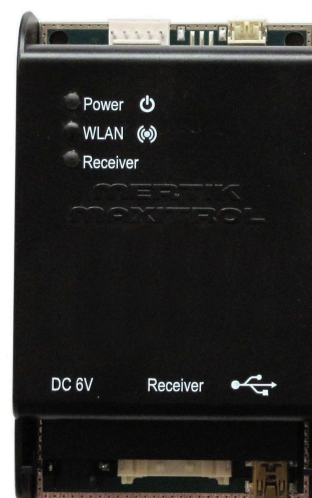 Power
WLAN
Receiver
MERTIK
MAXITROL
DC 6V
Receiver